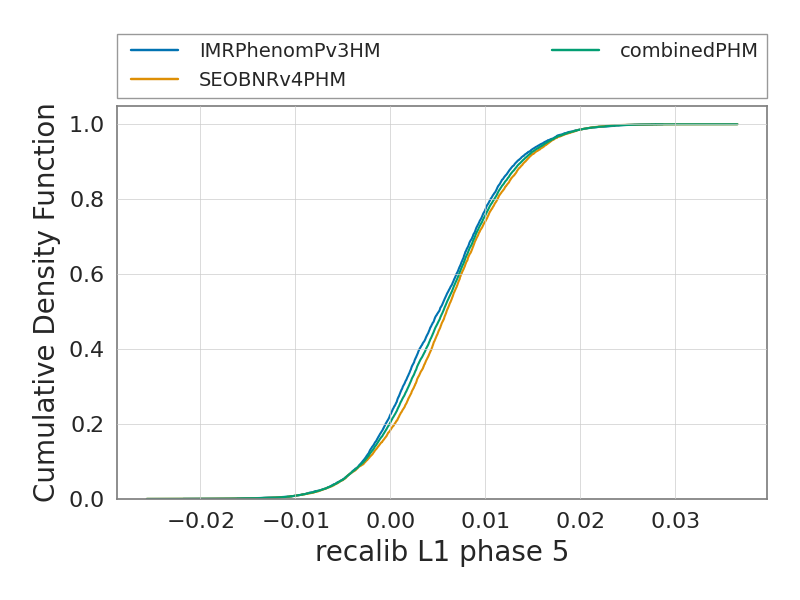 IMRPhenomPv3HM
SEOBNRv4PHM
combinedPHM
1.0
0.8
0.6
0.4
0.2
0.0
Cumulative Density Function
−0.02 −0.01 0.00 0.01 0.02 0.03
recalib L1 phase 5